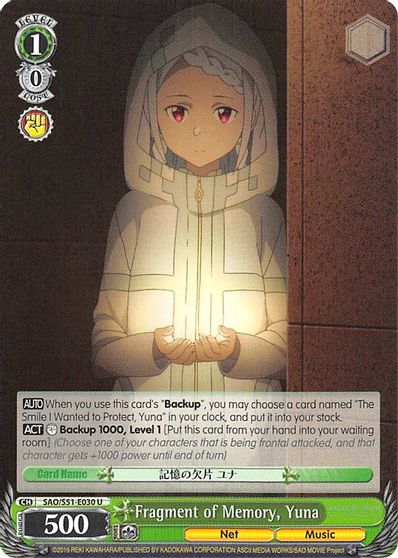 LEVEL
1
0
COST
AUTO When you use this card's "Backup", you may choose a card named "The
Smile I Wanted to Protect, Yuna" in your clock, and put it into your stock.
ACT Backup 1000, Level 1 [Put this card from your hand into your waiting
room] (Choose one of your characters that is being frontal attacked, and that
character gets +1000 power until end of turn)
Card Name 記憶の欠片 ユナ
CH SAO/SS1-E030 U
Fragment of Memory, Yuna
POWER
500
Net
Music
©2016 REKI KAWAHARA/PUBLISHED BY KADOKAWA CORPORATION ASCII MEDIA WORKS/SAO MOVIE Project